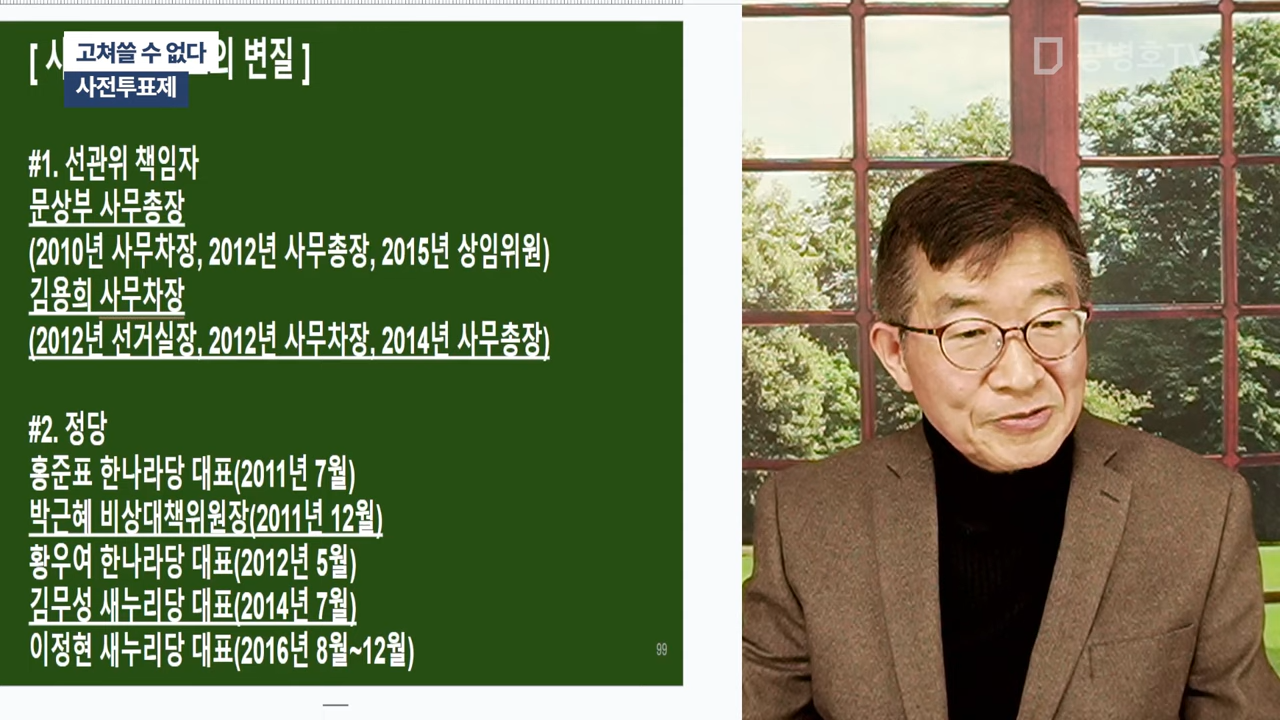 [ 사 의 변질 ]
고쳐쓸 수 없다
사전투표제
#1. 선관위 책임자
문상부 사무총장
(2010년 사무차장, 2012년 사무총장, 2015년 상임위원)
김용희 사무차장
(2012년 선거실장, 2012년 사무차장, 2014년 사무총장)
#2. 정당
홍준표 한나라당 대표(2011년 7월)
박근혜 비상대책위원장(2011년 12월)
황우여 한나라당 대표(2012년 5월)
김무성 새누리당 대표(2014년 7월)
이정현 새누리당 대표(2016년 8월~12월)
99
공병호TV